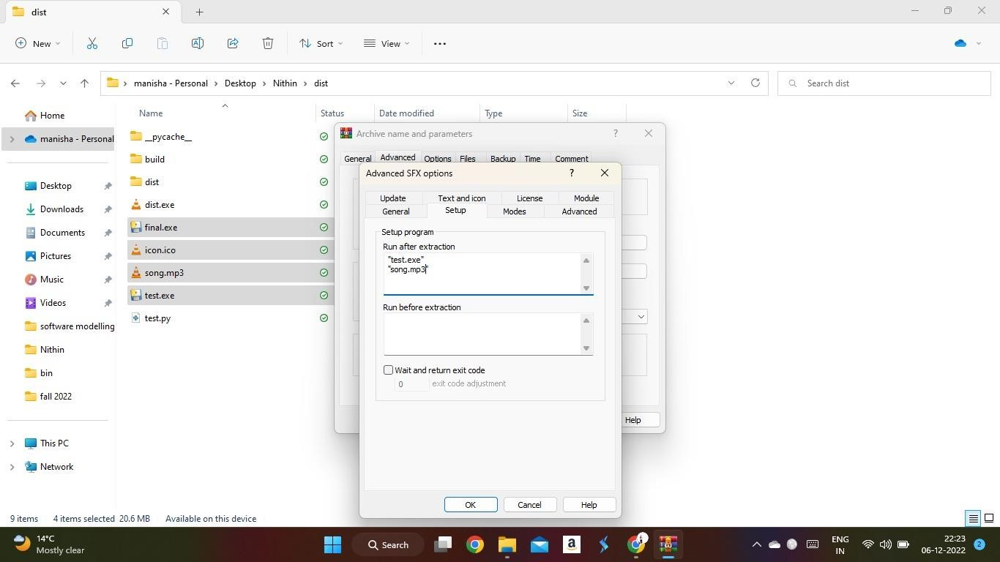 dist
New
Sort
View
manisha - Personal > Desktop > Nithin > dist
Search dist
Name
Status
Date modified
Type
Size
Home
manisha - Personal
Desktop
Downloads
Documents
Pictures
Music
Videos
software modelling
Nithin
bin
fall 2022
This PC
Network
__pycache__
build
dist
dist.exe
final.exe
icon.ico
song.mp3
test.exe
test.py
Archive name and parameters
?
General Advanced Options Files Backup Time Comment
Help
Advanced SFX options
?
Update Text and icon License Module
General Setup Modes Advanced
Setup program
Run after extraction
"test.exe"
"song.mp3"
Run before extraction
Wait and return exit code
0 exit code adjustment
OK Cancel Help
9 items 4 items selected 20.6 MB Available on this device
14°C
Mostly clear
Search
ENG
IN
22:23
06-12-2022
2